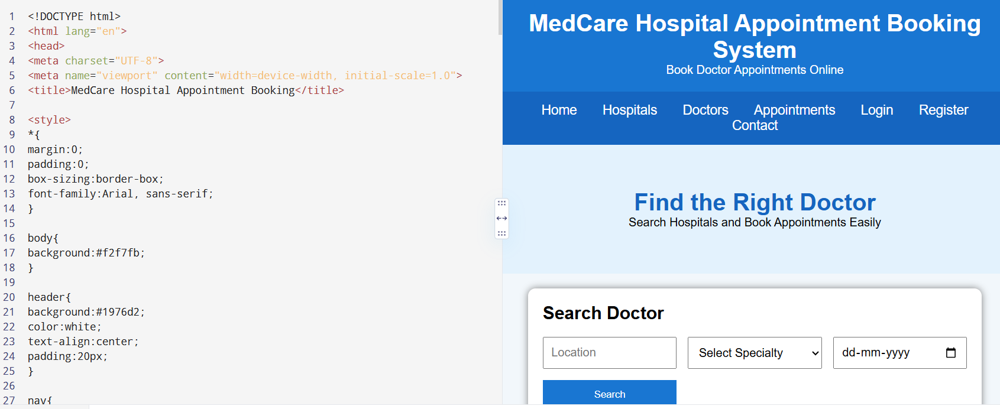 1 <!DOCTYPE html>
2 <html lang="en">
3 <head>
4 <meta charset="UTF-8">
5 <meta name="viewport" content="width=device-width, initial-scale=1.0">
6 <title>MedCare Hospital Appointment Booking</title>
7
8 <style>
9 *{
10 margin:0;
11 padding:0;
12 box-sizing:border-box;
13 font-family:Arial, sans-serif;
14 }
15
16 body{
17 background:#f2f7fb;
18 }
19
20 header{
21 background:#1976d2;
22 color:white;
23 text-align:center;
24 padding:20px;
25 }
26
27 nav{
MedCare Hospital Appointment Booking
System
Book Doctor Appointments Online
Home Hospitals Doctors Appointments Login Register
Contact
Find the Right Doctor
Search Hospitals and Book Appointments Easily
Search Doctor
Location Select Specialty dd-mm-yyyy
Search